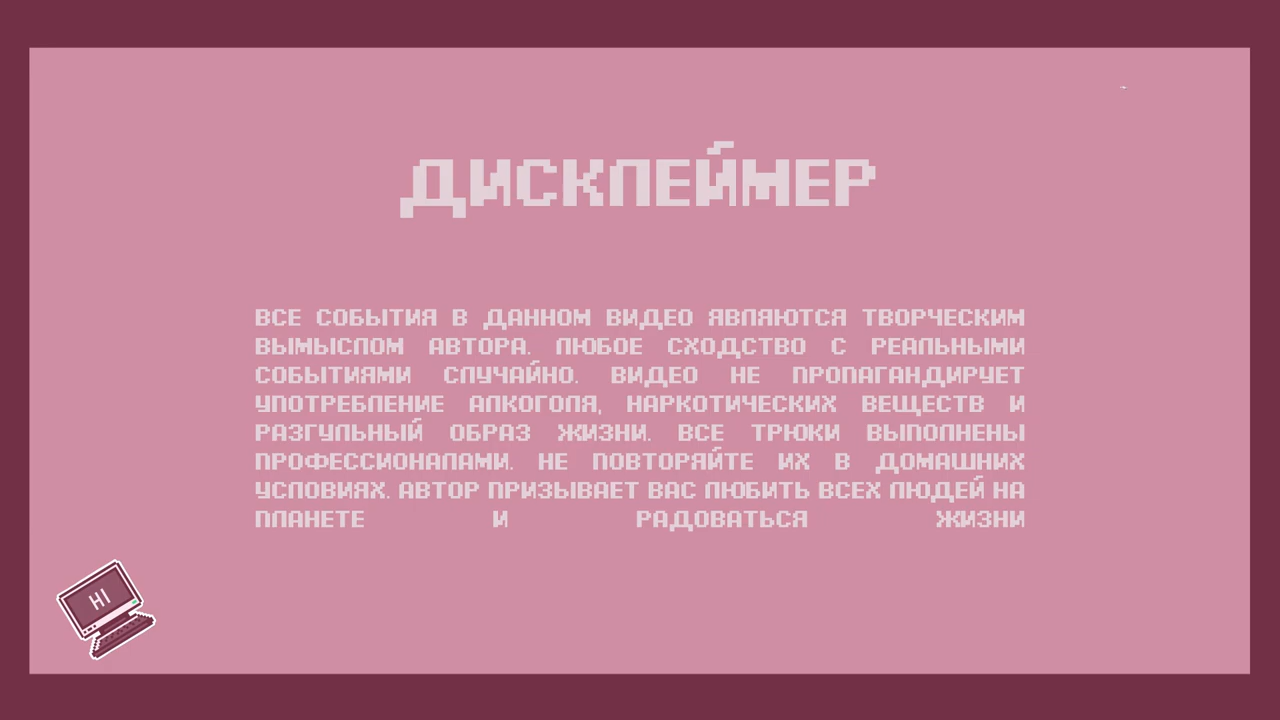 ДИСКЛЕЙМЕР
ВСЕ СОБЫТИЯ В ДАННОМ ВИДЕО ЯВЛЯЮТСЯ ТВОРЧЕСКИМ
ВЫМЫСЛОМ АВТОРА. ЛЮБОЕ СХОДСТВО С РЕАЛЬНЫМИ
СОБЫТИЯМИ СЛУЧАЙНО. ВИДЕО НЕ ПРОПАГАНДИРУЕТ
УПОТРЕБЛЕНИЕ АЛКОГОЛЯ, НАРКОТИЧЕСКИХ ВЕЩЕСТВ И
РАЗГУЛЬНЫЙ ОБРАЗ ЖИЗНИ. ВСЕ ТРЮКИ ВЫПОЛНЕНЫ
ПРОФЕССИОНАЛАМИ. НЕ ПОВТОРЯЙТЕ ИХ В ДОМАШНИХ
УСЛОВИЯХ. АВТОР ПРИЗЫВАЕТ ВАС ЛЮБИТЬ ВСЕХ ЛЮДЕЙ НА
ПЛАНЕТЕ И РАДОВАТЬСЯ ЖИЗНИ
HI